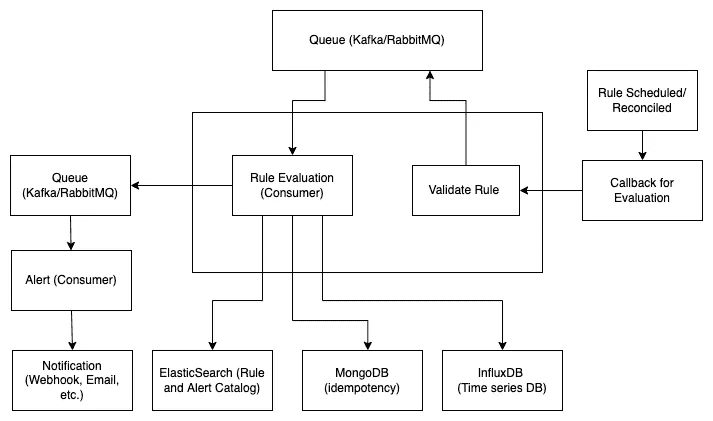 Queue (Kafka/RabbitMQ)
Rule Scheduled/
Reconciled
Queue
(Kafka/RabbitMQ)
Rule Evaluation
(Consumer)
Validate Rule
Callback for
Evaluation
Alert (Consumer)
Notification
(Webhook, Email,
etc.)
ElasticSearch (Rule
and Alert Catalog)
MongoDB
(idempotency)
InfluxDB
(Time series DB)